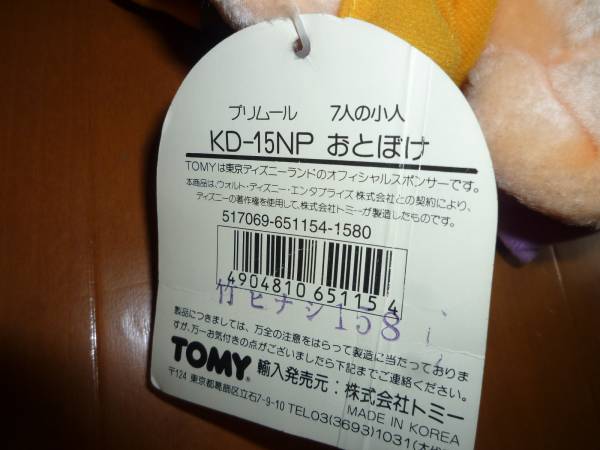 プリムール 7人の小人
KD-15NP おとぼけ
TOMYは東京ディズニーランドのオフィシャルスポンサーです。
本商品は、ウォルト・ディズニー・エンタプライズ株式会社との契約により、
ディズニーの著作権を使用して、株式会社トミーが製造したものです。
517069-651154-1580
4904810651154
竹ヒナシ158
製品につきましては、万全の注意をはらって製造に当たっておりま
すが、万一お気付きの点がございましたら下記までご連絡ください。
TOMY 輸入発売元:株式会社トミー
MADE IN KOREA
〒124 東京都葛飾区立石7-9-10 TEL03(3693)1031